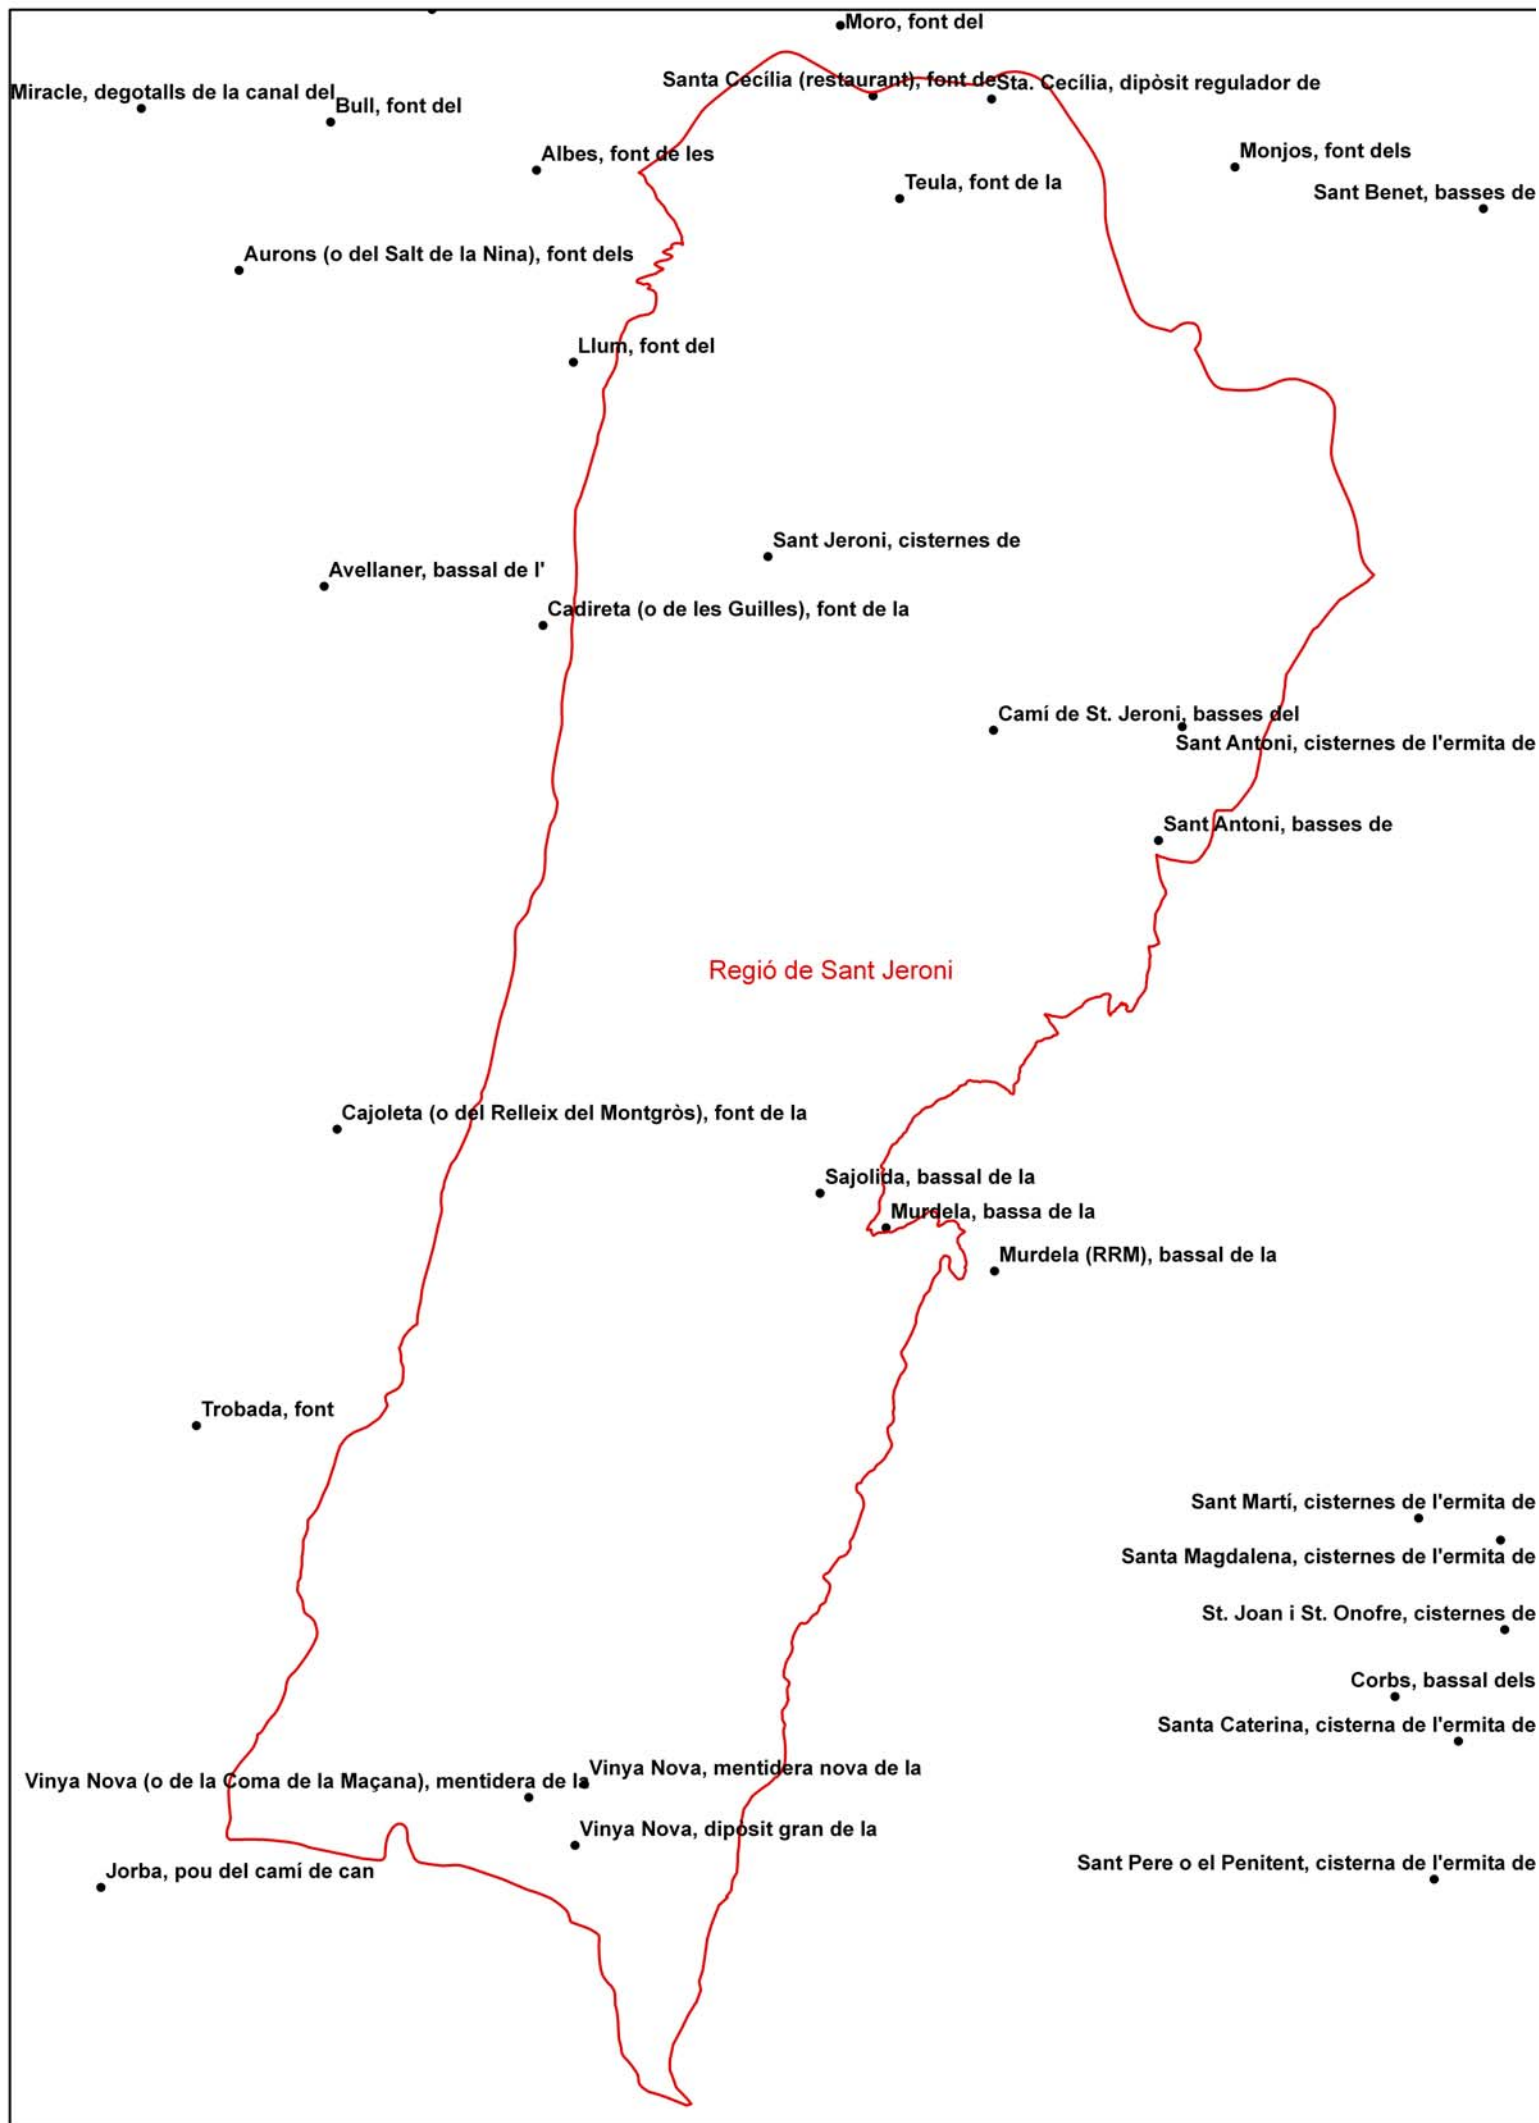 Moro, font del
Santa Cecília (restaurant), font de
Sta. Cecília, dipòsit regulador de
Miracle, degotalls de la canal del
Bull, font del
Albes, font de les
Monjos, font dels
Teula, font de la
Sant Benet, basses de
Aurons (o del Salt de la Nina), font dels
Llum, font del
Sant Jeroni, cisternes de
Avellaner, bassal de l'
Cadireta (o de les Guilles), font de la
Camí de St. Jeroni, basses del
Sant Antoni, cisternes de l'ermita de
Sant Antoni, basses de
Regió de Sant Jeroni
Cajoleta (o del Relleix del Montgròs), font de la
Sajolida, bassal de la
Murdela, bassa de la
Murdela (RRM), bassal de la
Trobada, font
Sant Martí, cisternes de l'ermita de
Santa Magdalena, cisternes de l'ermita de
St. Joan i St. Onofre, cisternes de
Corbs, bassal dels
Santa Caterina, cisterna de l'ermita de
Vinya Nova, mentidera nova de la
Vinya Nova (o de la Coma de la Maçana), mentidera de la
Vinya Nova, dipòsit gran de la
Sant Pere o el Penitent, cisterna de l'ermita de
Jorba, pou del camí de can